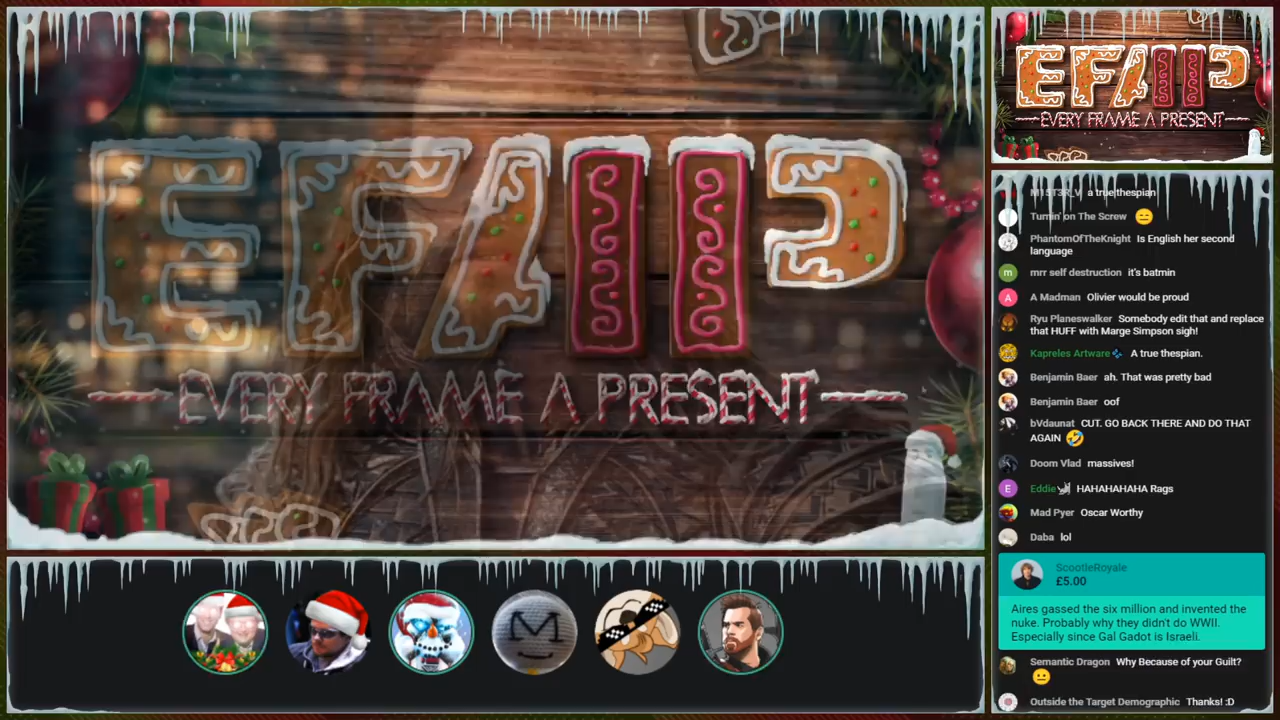 EFAP
EVERY FRAME A PRESENT
M
EFAP
EVERY FRAME A PRESENT
M1ST3R_V a true thespian
Turnin' on The Screw 😑
PhantomOfTheKnight Is English her second
language
m
mrr self destruction it's batmin
A
A Madman Olivier would be proud
Ryu Planeswalker Somebody edit that and replace
that HUFF with Marge Simpson sigh!
Kapreles Artware A true thespian.
Benjamin Baer ah. That was pretty bad
Benjamin Baer oof
bVdaunat CUT. GO BACK THERE AND DO THAT
AGAIN 🤣
Doom Vlad massives!
E
Eddie HAHAHAHAHA Rags
Mad Pyer Oscar Worthy
Daba lol
ScootleRoyale
£5.00
Aires gassed the six million and invented the
nuke. Probably why they didn't do WWII.
Especially since Gal Gadot is Israeli.
Semantic Dragon Why Because of your Guilt?
😐
Outside the Target Demographic Thanks! :D